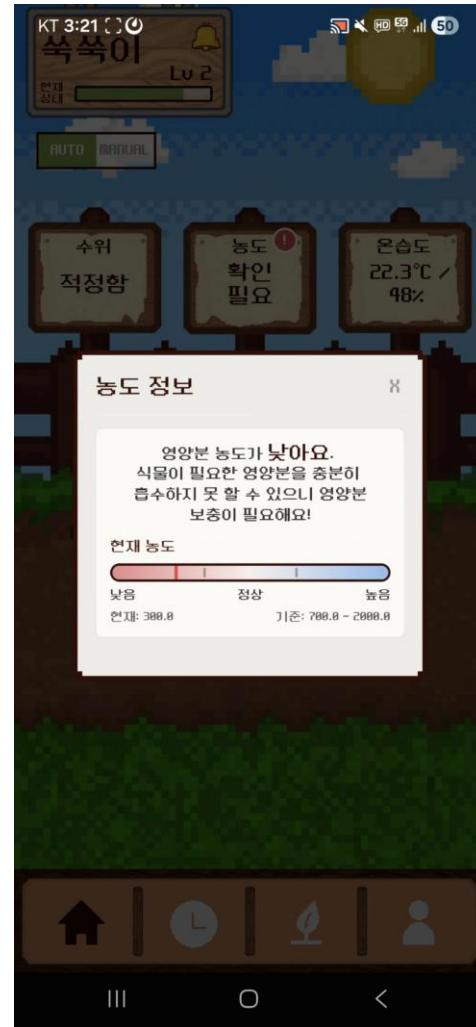 KT 3:21
HD 5G 50
쑥쑥이
Lv 2
현재
상태
AUTO MANUAL
수위
적정함
농도 !
확인
필요
온습도
22.3℃ /
98%
농도 정보 X
영양분 농도가 낮아요.
식물이 필요한 영양분을 충분히
흡수하지 못 할 수 있으니 영양분
보충이 필요해요!
현재 농도
낮음 정상 높음
현재: 300.0 기준: 700.0 - 2000.0